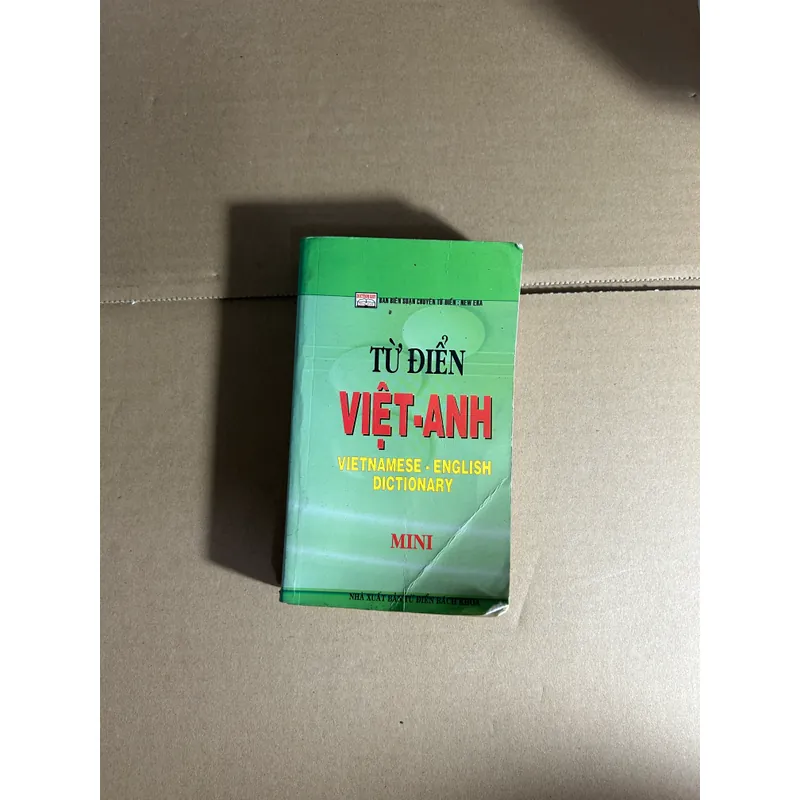 BAN BIÊN SOẠN CHUYÊN TỪ ĐIỂN : NEW ERA
TỪ ĐIỂN
VIỆT-ANH
VIETNAMESE - ENGLISH
DICTIONARY
MINI
NHÀ XUẤT BẢN TỪ ĐIỂN BÁCH KHOA